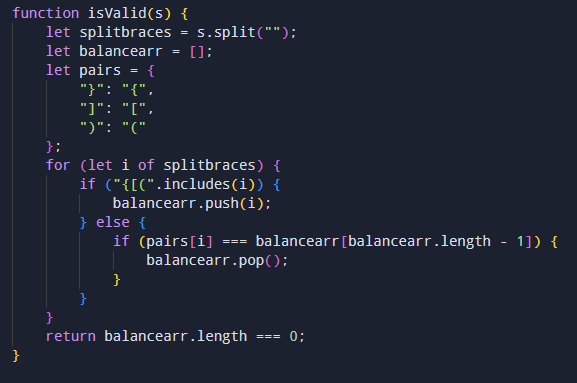 function isValid(s) {
    let splitbraces = s.split("");
    let balancearr = [];
    let pairs = {
        "}": "{",
        "]": "[",
        ")": "("
    };
    for (let i of splitbraces) {
        if ("{[(".includes(i)) {
            balancearr.push(i);
        } else {
            if (pairs[i] === balancearr[balancearr.length - 1]) {
                balancearr.pop();
            }
        }
    }
    return balancearr.length === 0;
}